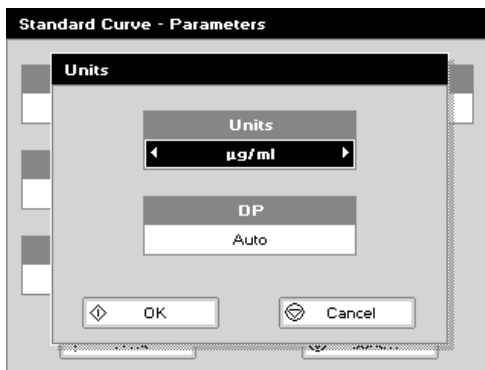 Standard Curve - Parameters
Units
Units
µg/ml
DP
Auto
OK Cancel